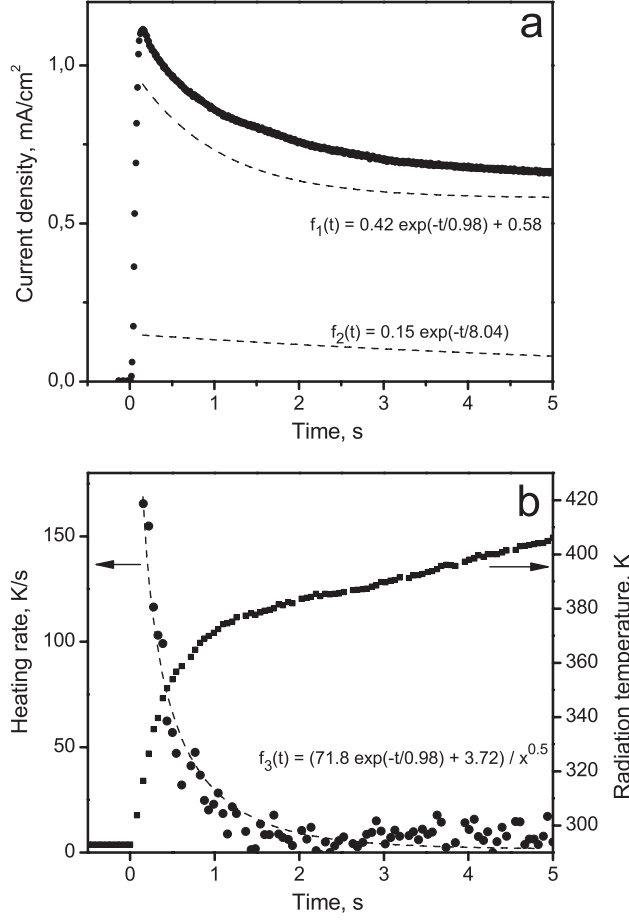 a
Current density, mA/cm²
1,0
0,5
0,0
f₁(t) = 0.42 exp(-t/0.98) + 0.58
f₂(t) = 0.15 exp(-t/8.04)
0 1 2 3 4 5
Time, s
b
Heating rate, K/s
150
100
50
0
Radiation temperature, K
420
400
380
360
340
320
300
f₃(t) = (71.8 exp(-t/0.98) + 3.72) / x⁰·⁵
0 1 2 3 4 5
Time, s